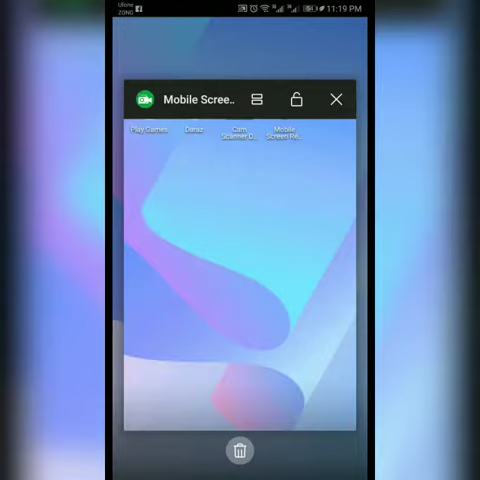 Ufone
ZONG
11:19 PM
Mobile Scree..
Play Games
Daraz
Cam
Scanner D...
Mobile
Screen Re...